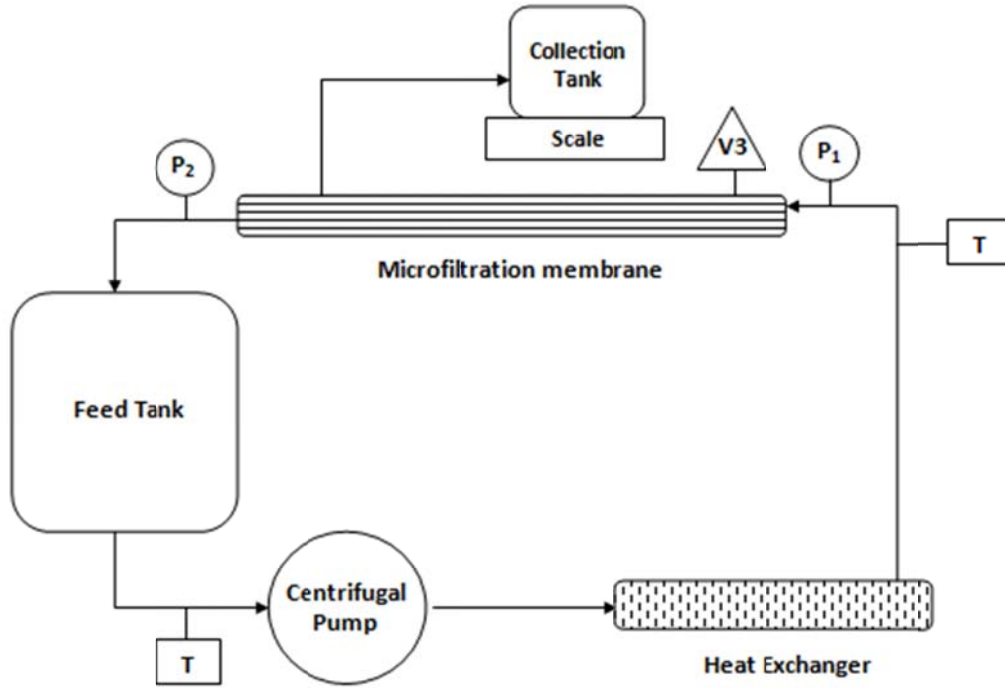 Collection
Tank
Scale
V3
P1
P2
T
Microfiltration membrane
Feed Tank
Centrifugal
Pump
T
Heat Exchanger